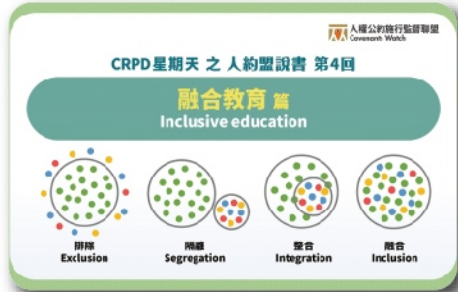 人權公約施行監督聯盟
Covenants Watch
CRPD星期天 之 人約盟說書 第4回
融合教育 篇
Inclusive education
排除
Exclusion
隔離
Segregation
整合
Integration
融合
Inclusion